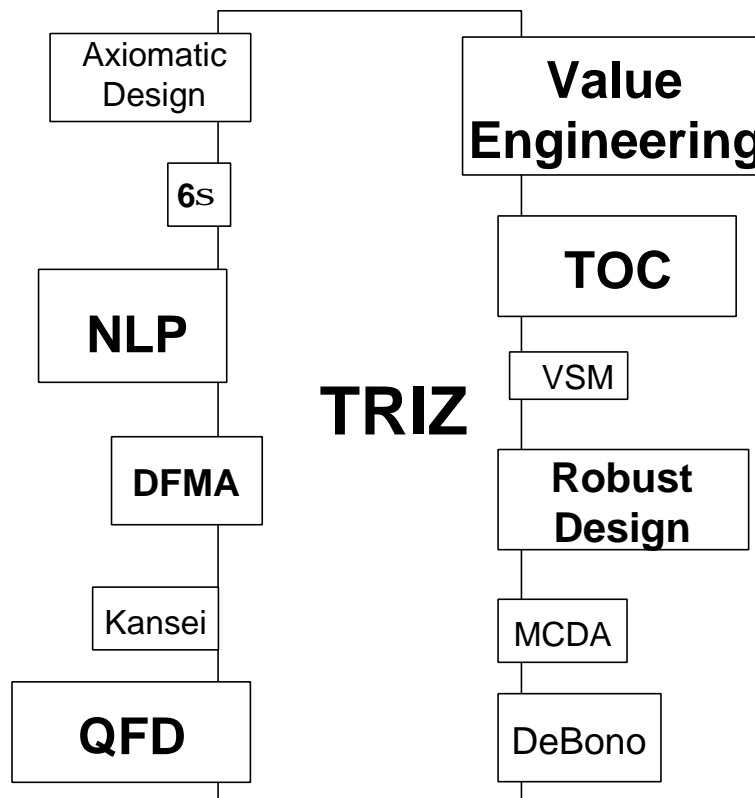 Axiomatic
Design
6s
NLP
DFMA
Kansei
QFD
TRIZ
Value
Engineering
TOC
VSM
Robust
Design
MCDA
DeBono